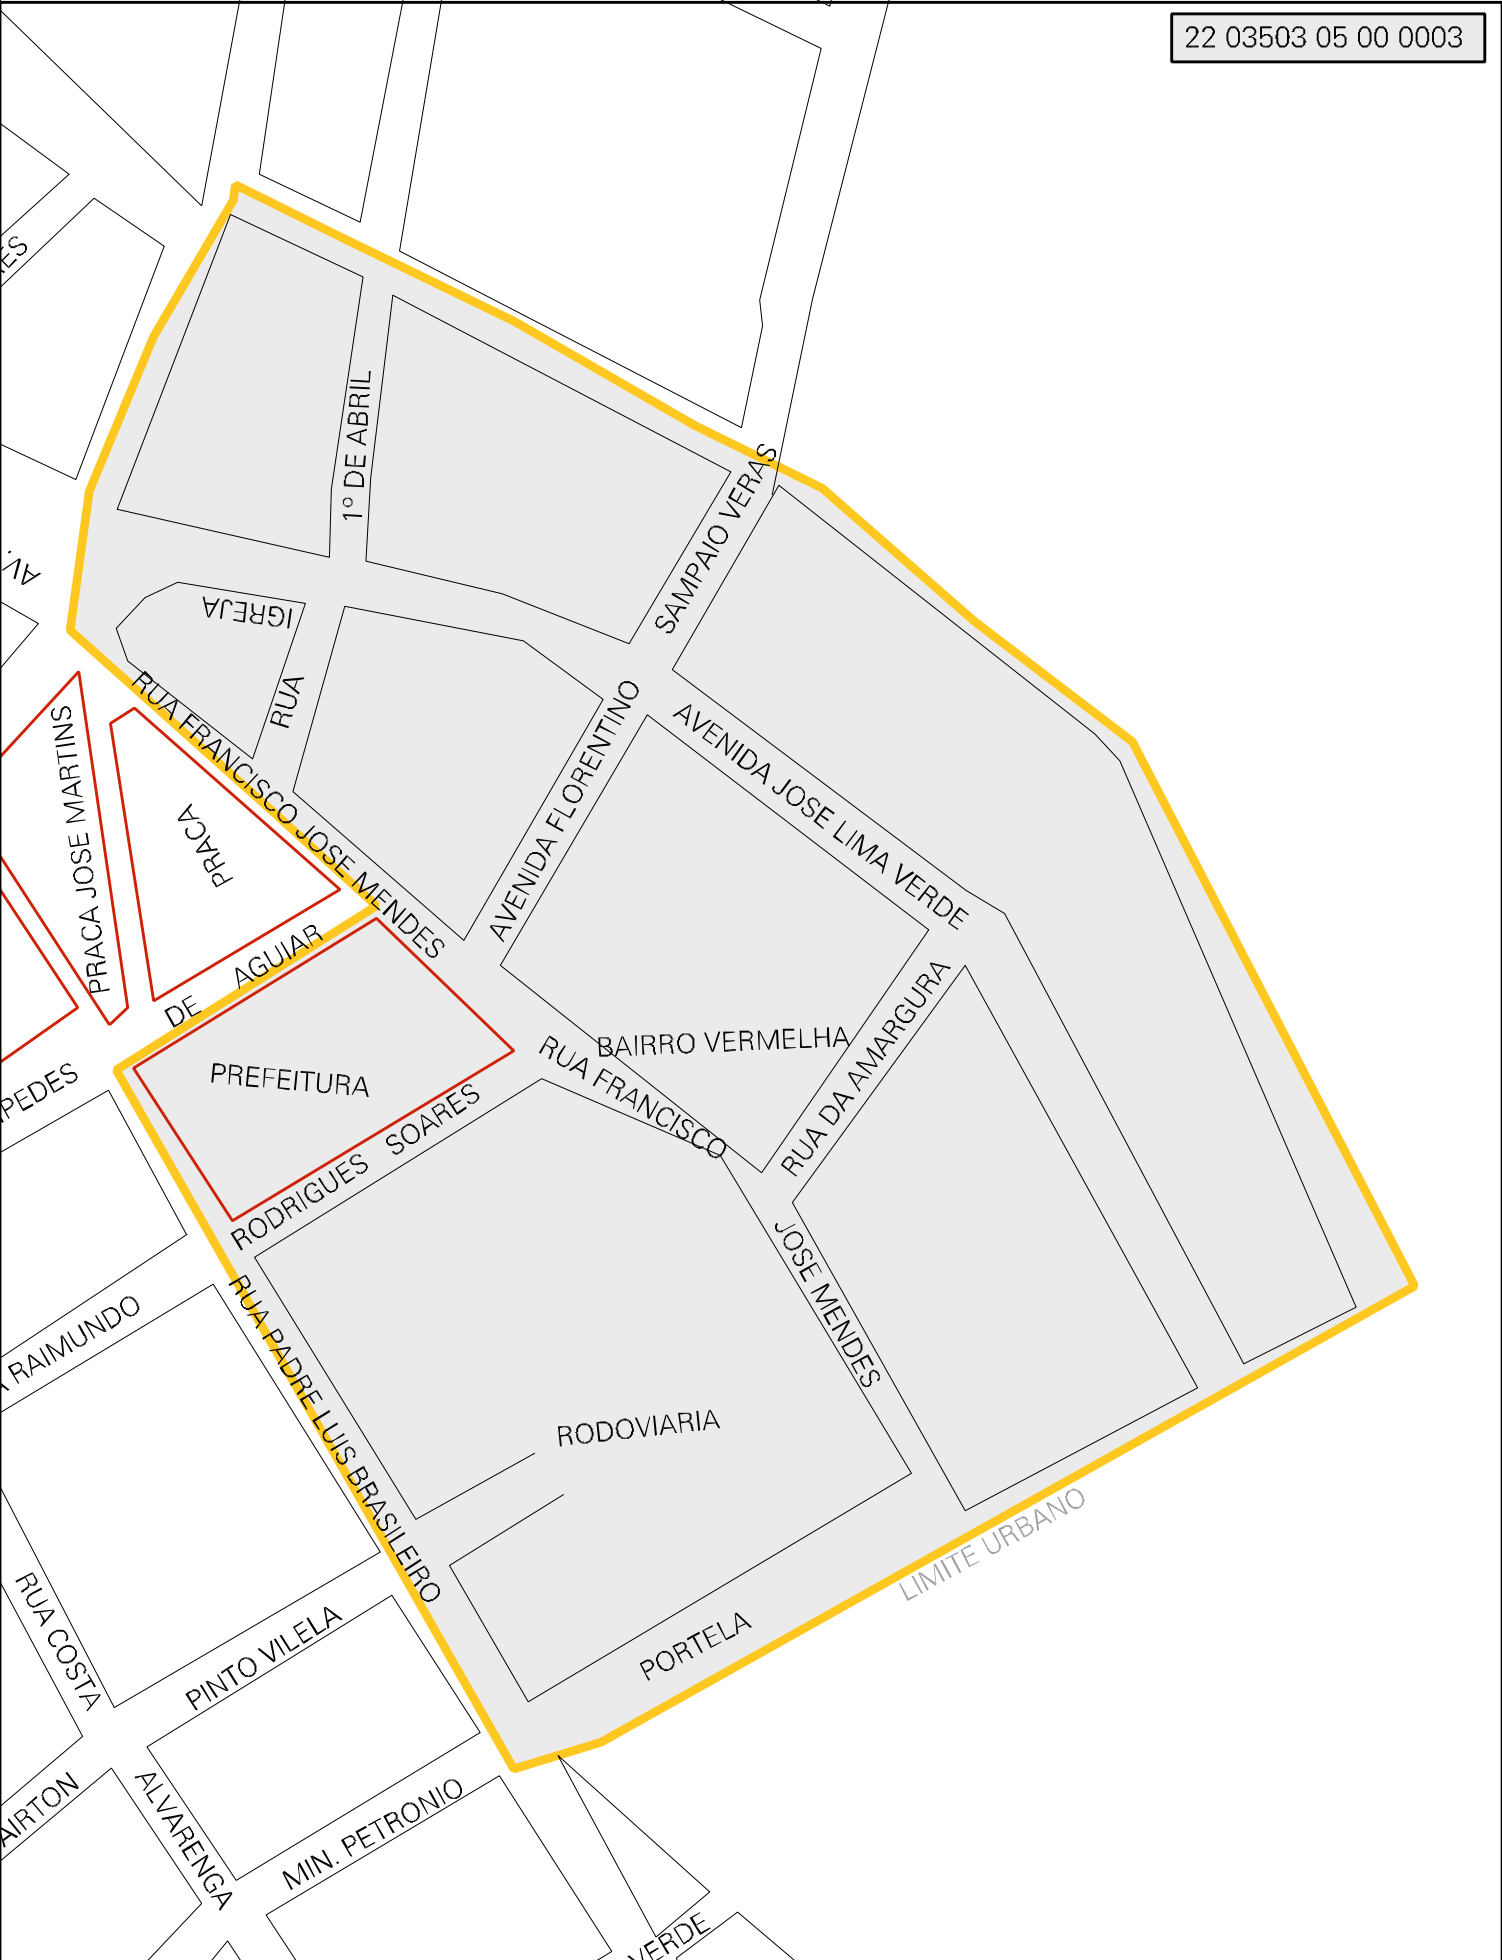 22 03503 05 00 0003
ES
1º DE ABRIL
SAMPAIO VERAS
AV.
IGREJA
RUA
RUA FRANCISCO JOSE MENDES
PRACA JOSE MARTINS
PRACA
AVENIDA FLORENTINO
AVENIDA JOSE LIMA VERDE
DE AGUIAR
RUA DA AMARGURA
BAIRRO VERMELHA
RUA FRANCISCO
PREFEITURA
PEDES
RODRIGUES SOARES
JOSE MENDES
RUA PADRE LUIS BRASILEIRO
A RAIMUNDO
RODOVIARIA
LIMITE URBANO
RUA COSTA
PINTO VILELA
PORTELA
AIRTON
ALVARENGA
MIN. PETRONIO
VERDE